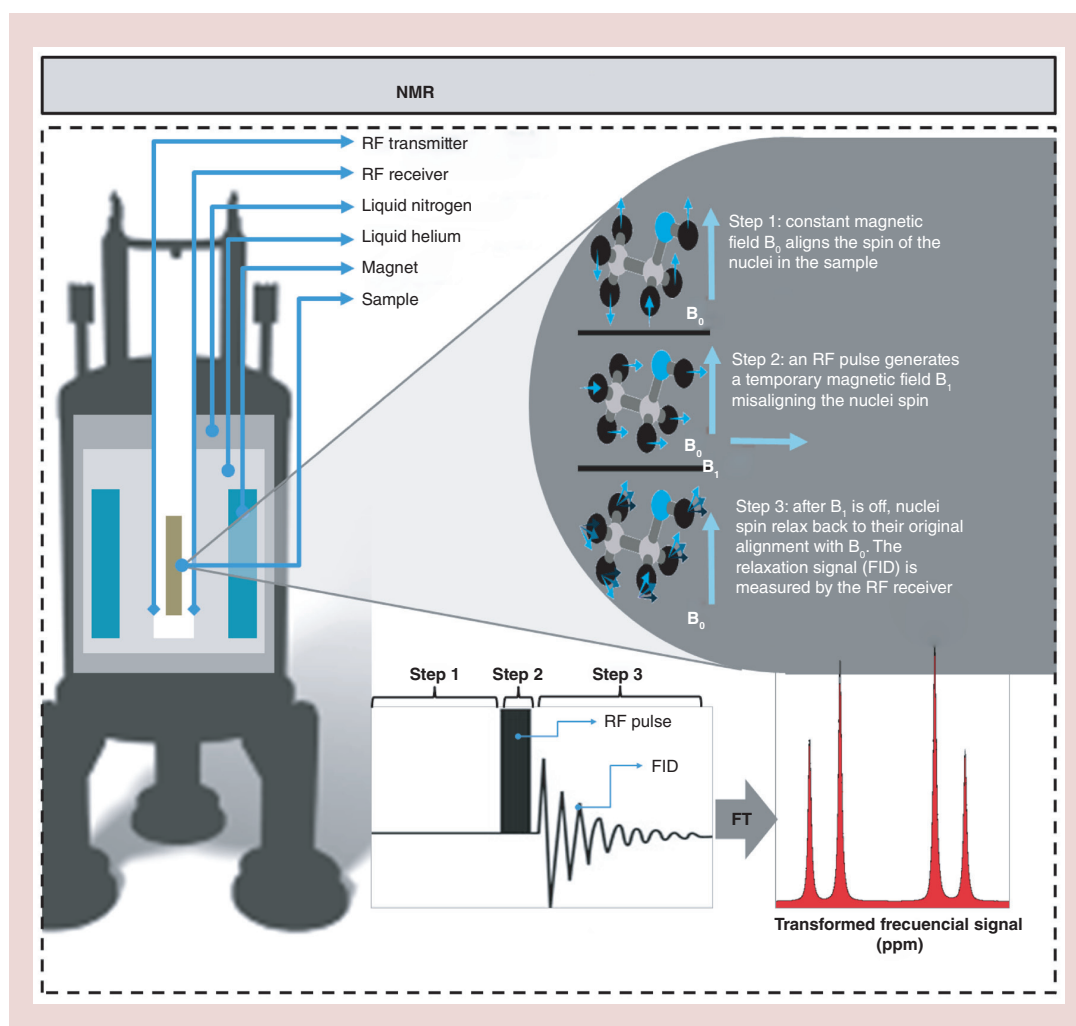 NMR
RF transmitter
RF receiver
Liquid nitrogen
Liquid helium
Magnet
Sample
Step 1: constant magnetic
field B₀ aligns the spin of the
nuclei in the sample
B₀
Step 2: an RF pulse generates
a temporary magnetic field B₁
misaligning the nuclei spin
B₀
B₁
Step 3: after B₁ is off, nuclei
spin relax back to their original
alignment with B₀. The
relaxation signal (FID) is
measured by the RF receiver
B₀
Step 1 Step 2 Step 3
RF pulse
FID
FT
Transformed frecuencial signal
(ppm)